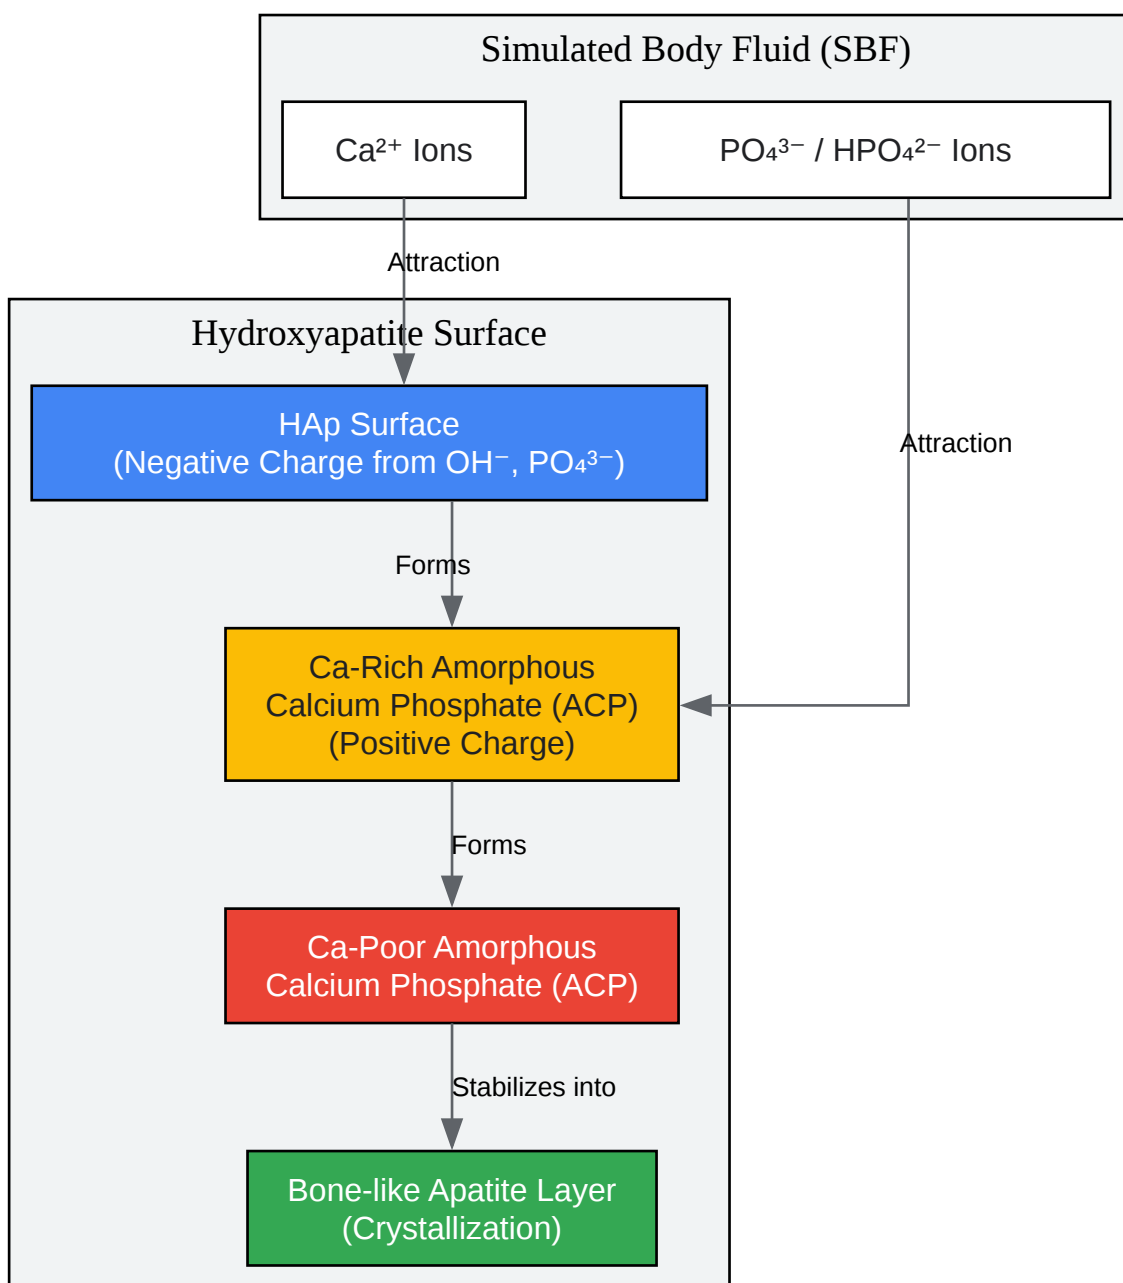 Simulated Body Fluid (SBF)
Ca²⁺ Ions
PO₄³⁻ / HPO₄²⁻ Ions
Attraction
Hydroxyapatite Surface
HAp Surface
(Negative Charge from OH⁻, PO₄³⁻)
Attraction
Forms
Ca-Rich Amorphous
Calcium Phosphate (ACP)
(Positive Charge)
Forms
Ca-Poor Amorphous
Calcium Phosphate (ACP)
Stabilizes into
Bone-like Apatite Layer
(Crystallization)